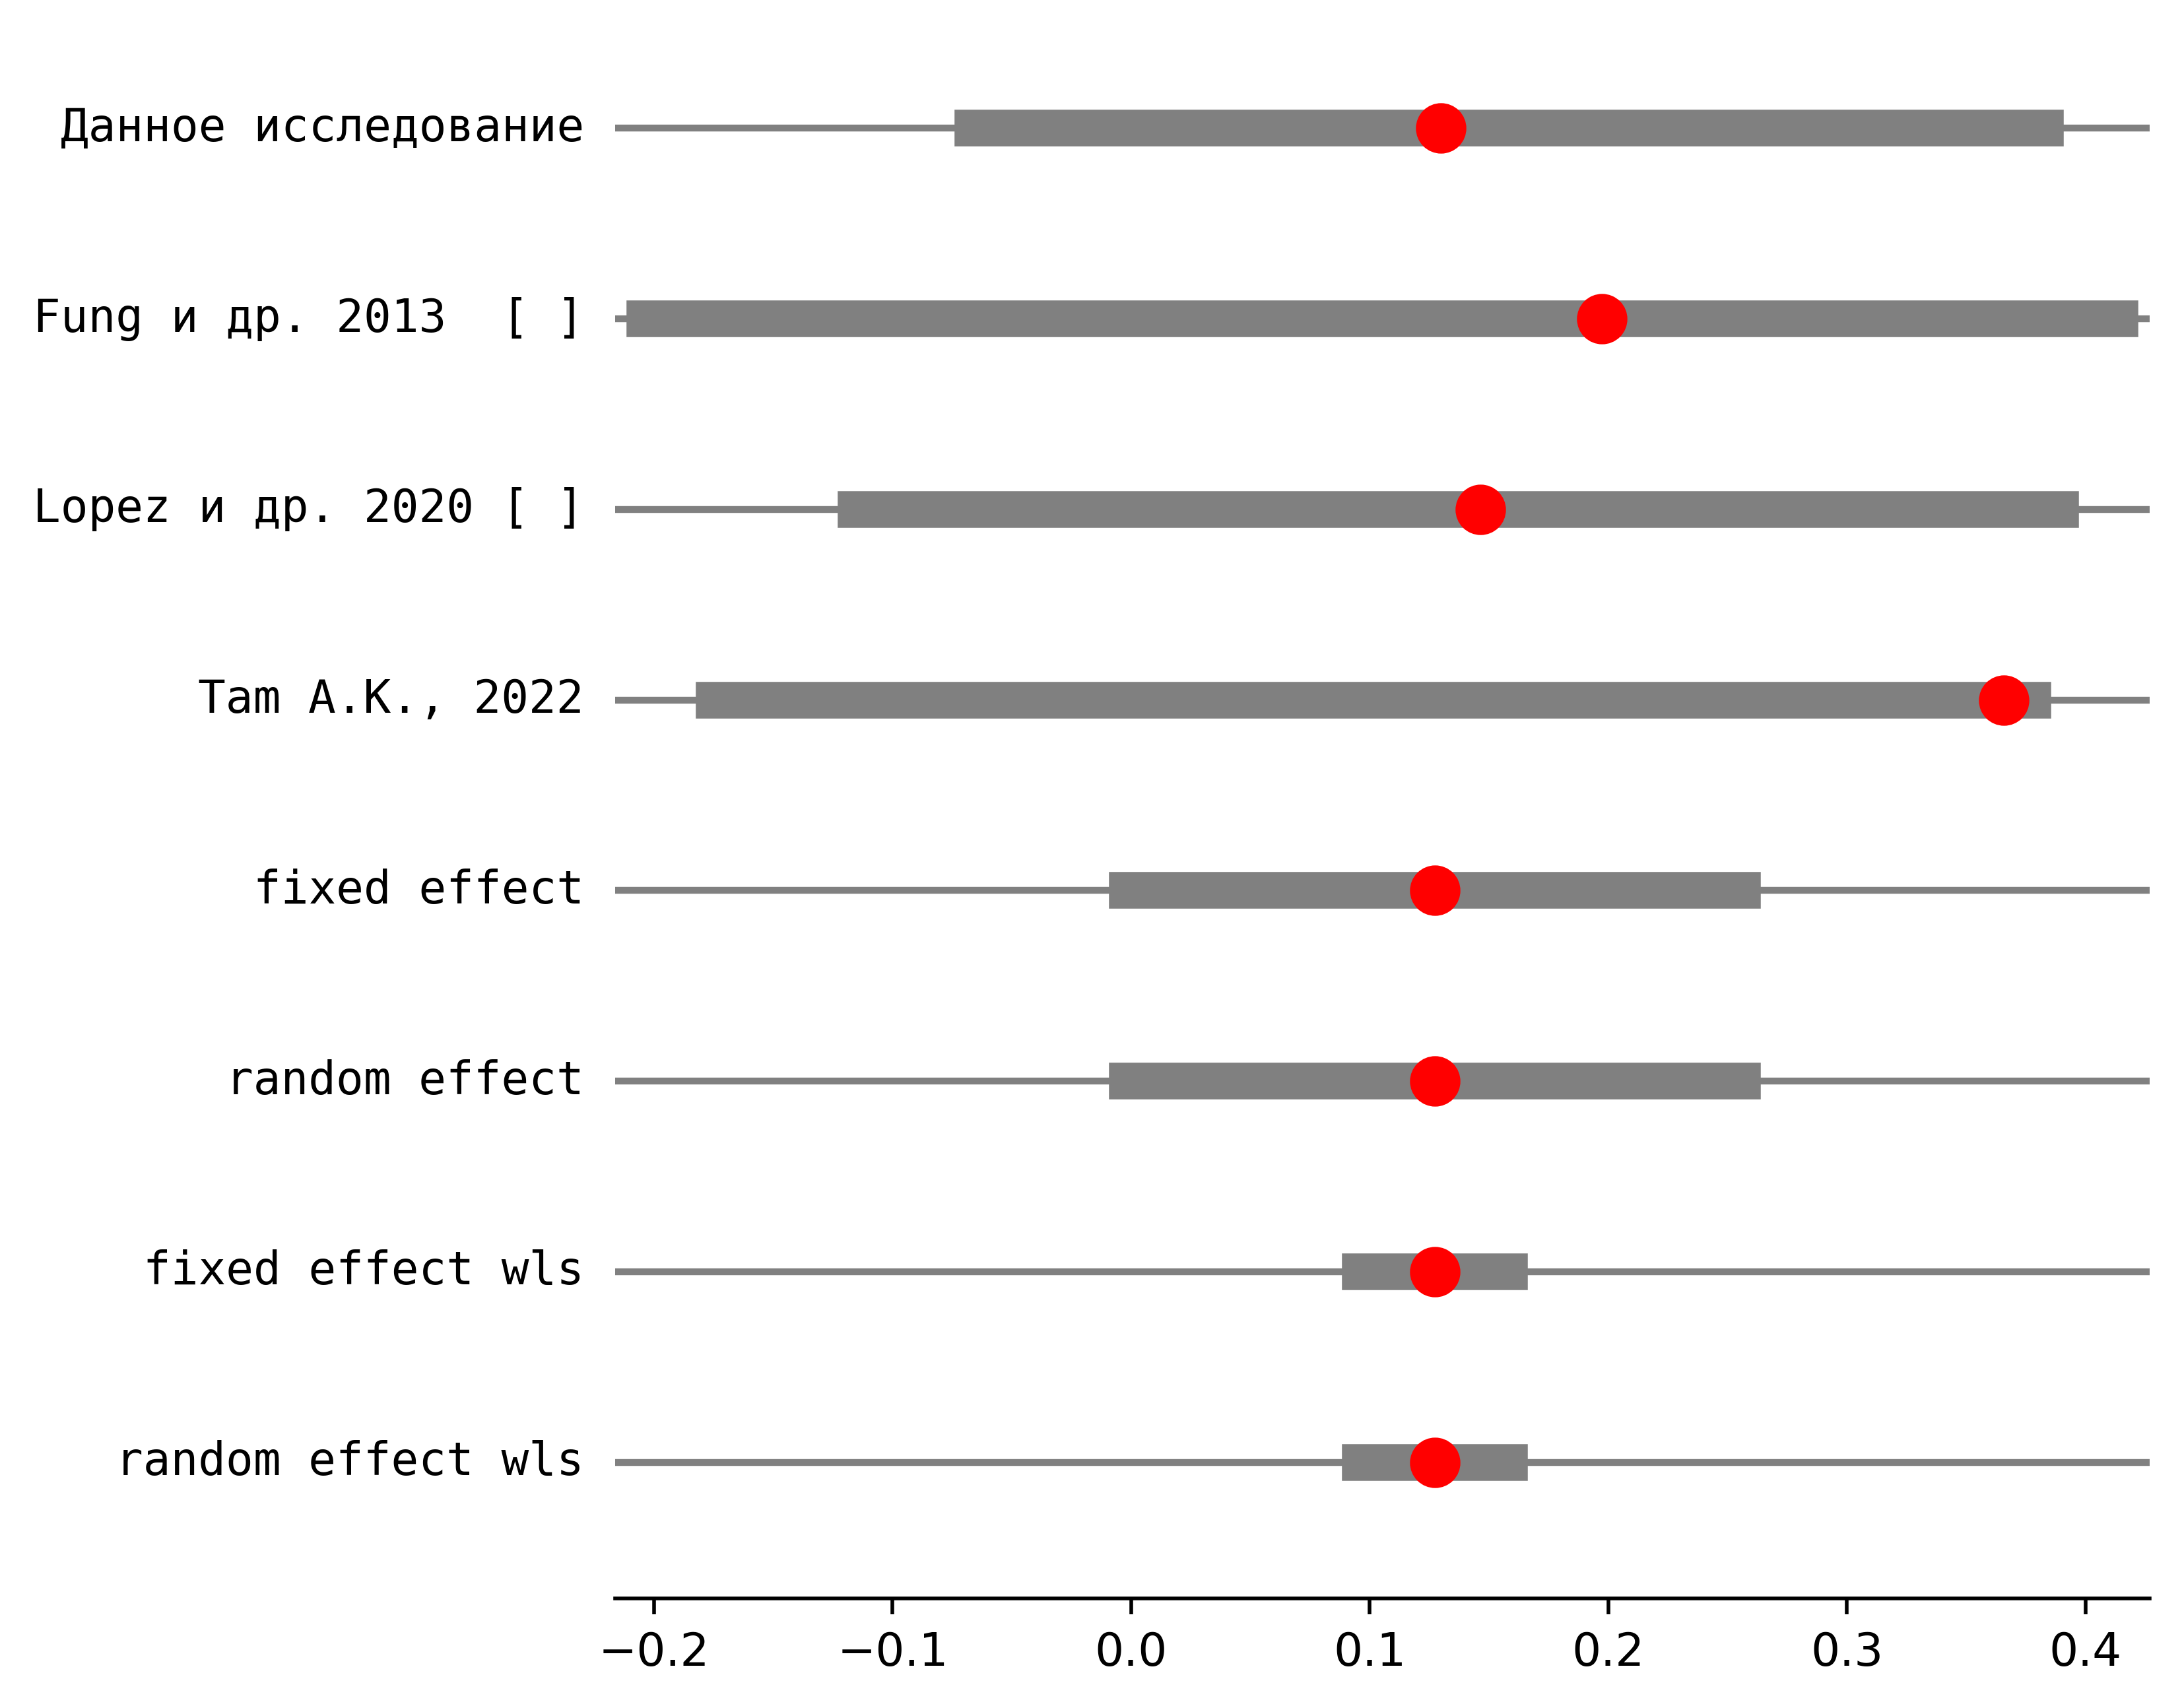 Данное исследование
Fung и др. 2013  [ ]
Lopez и др. 2020 [ ]
Tam A.K., 2022
fixed effect
random effect
fixed effect wls
random effect wls
−0.2 −0.1 0.0 0.1 0.2 0.3 0.4